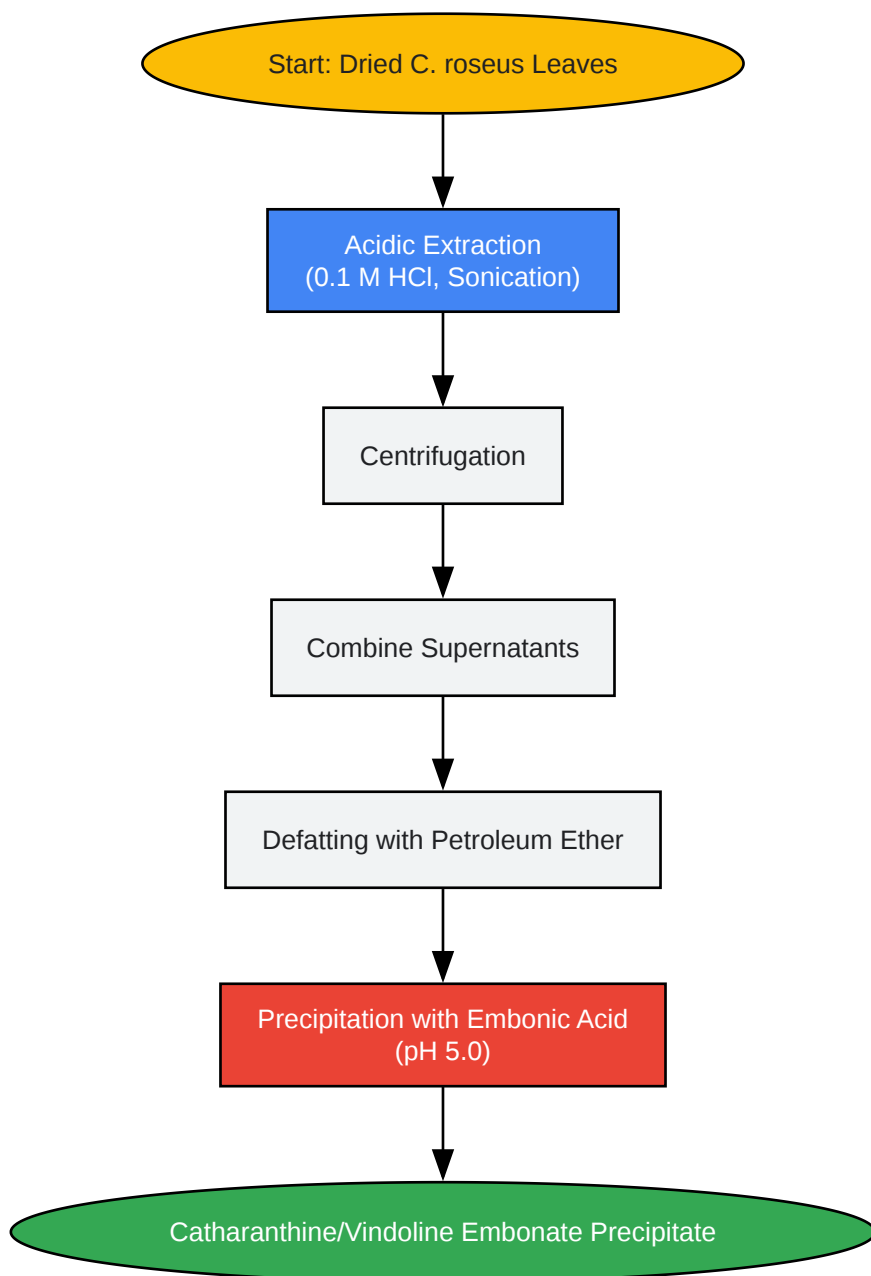 Start: Dried C. roseus Leaves
Acidic Extraction
(0.1 M HCl, Sonication)
Centrifugation
Combine Supernatants
Defatting with Petroleum Ether
Precipitation with Embonic Acid
(pH 5.0)
Catharanthine/Vindoline Embonate Precipitate